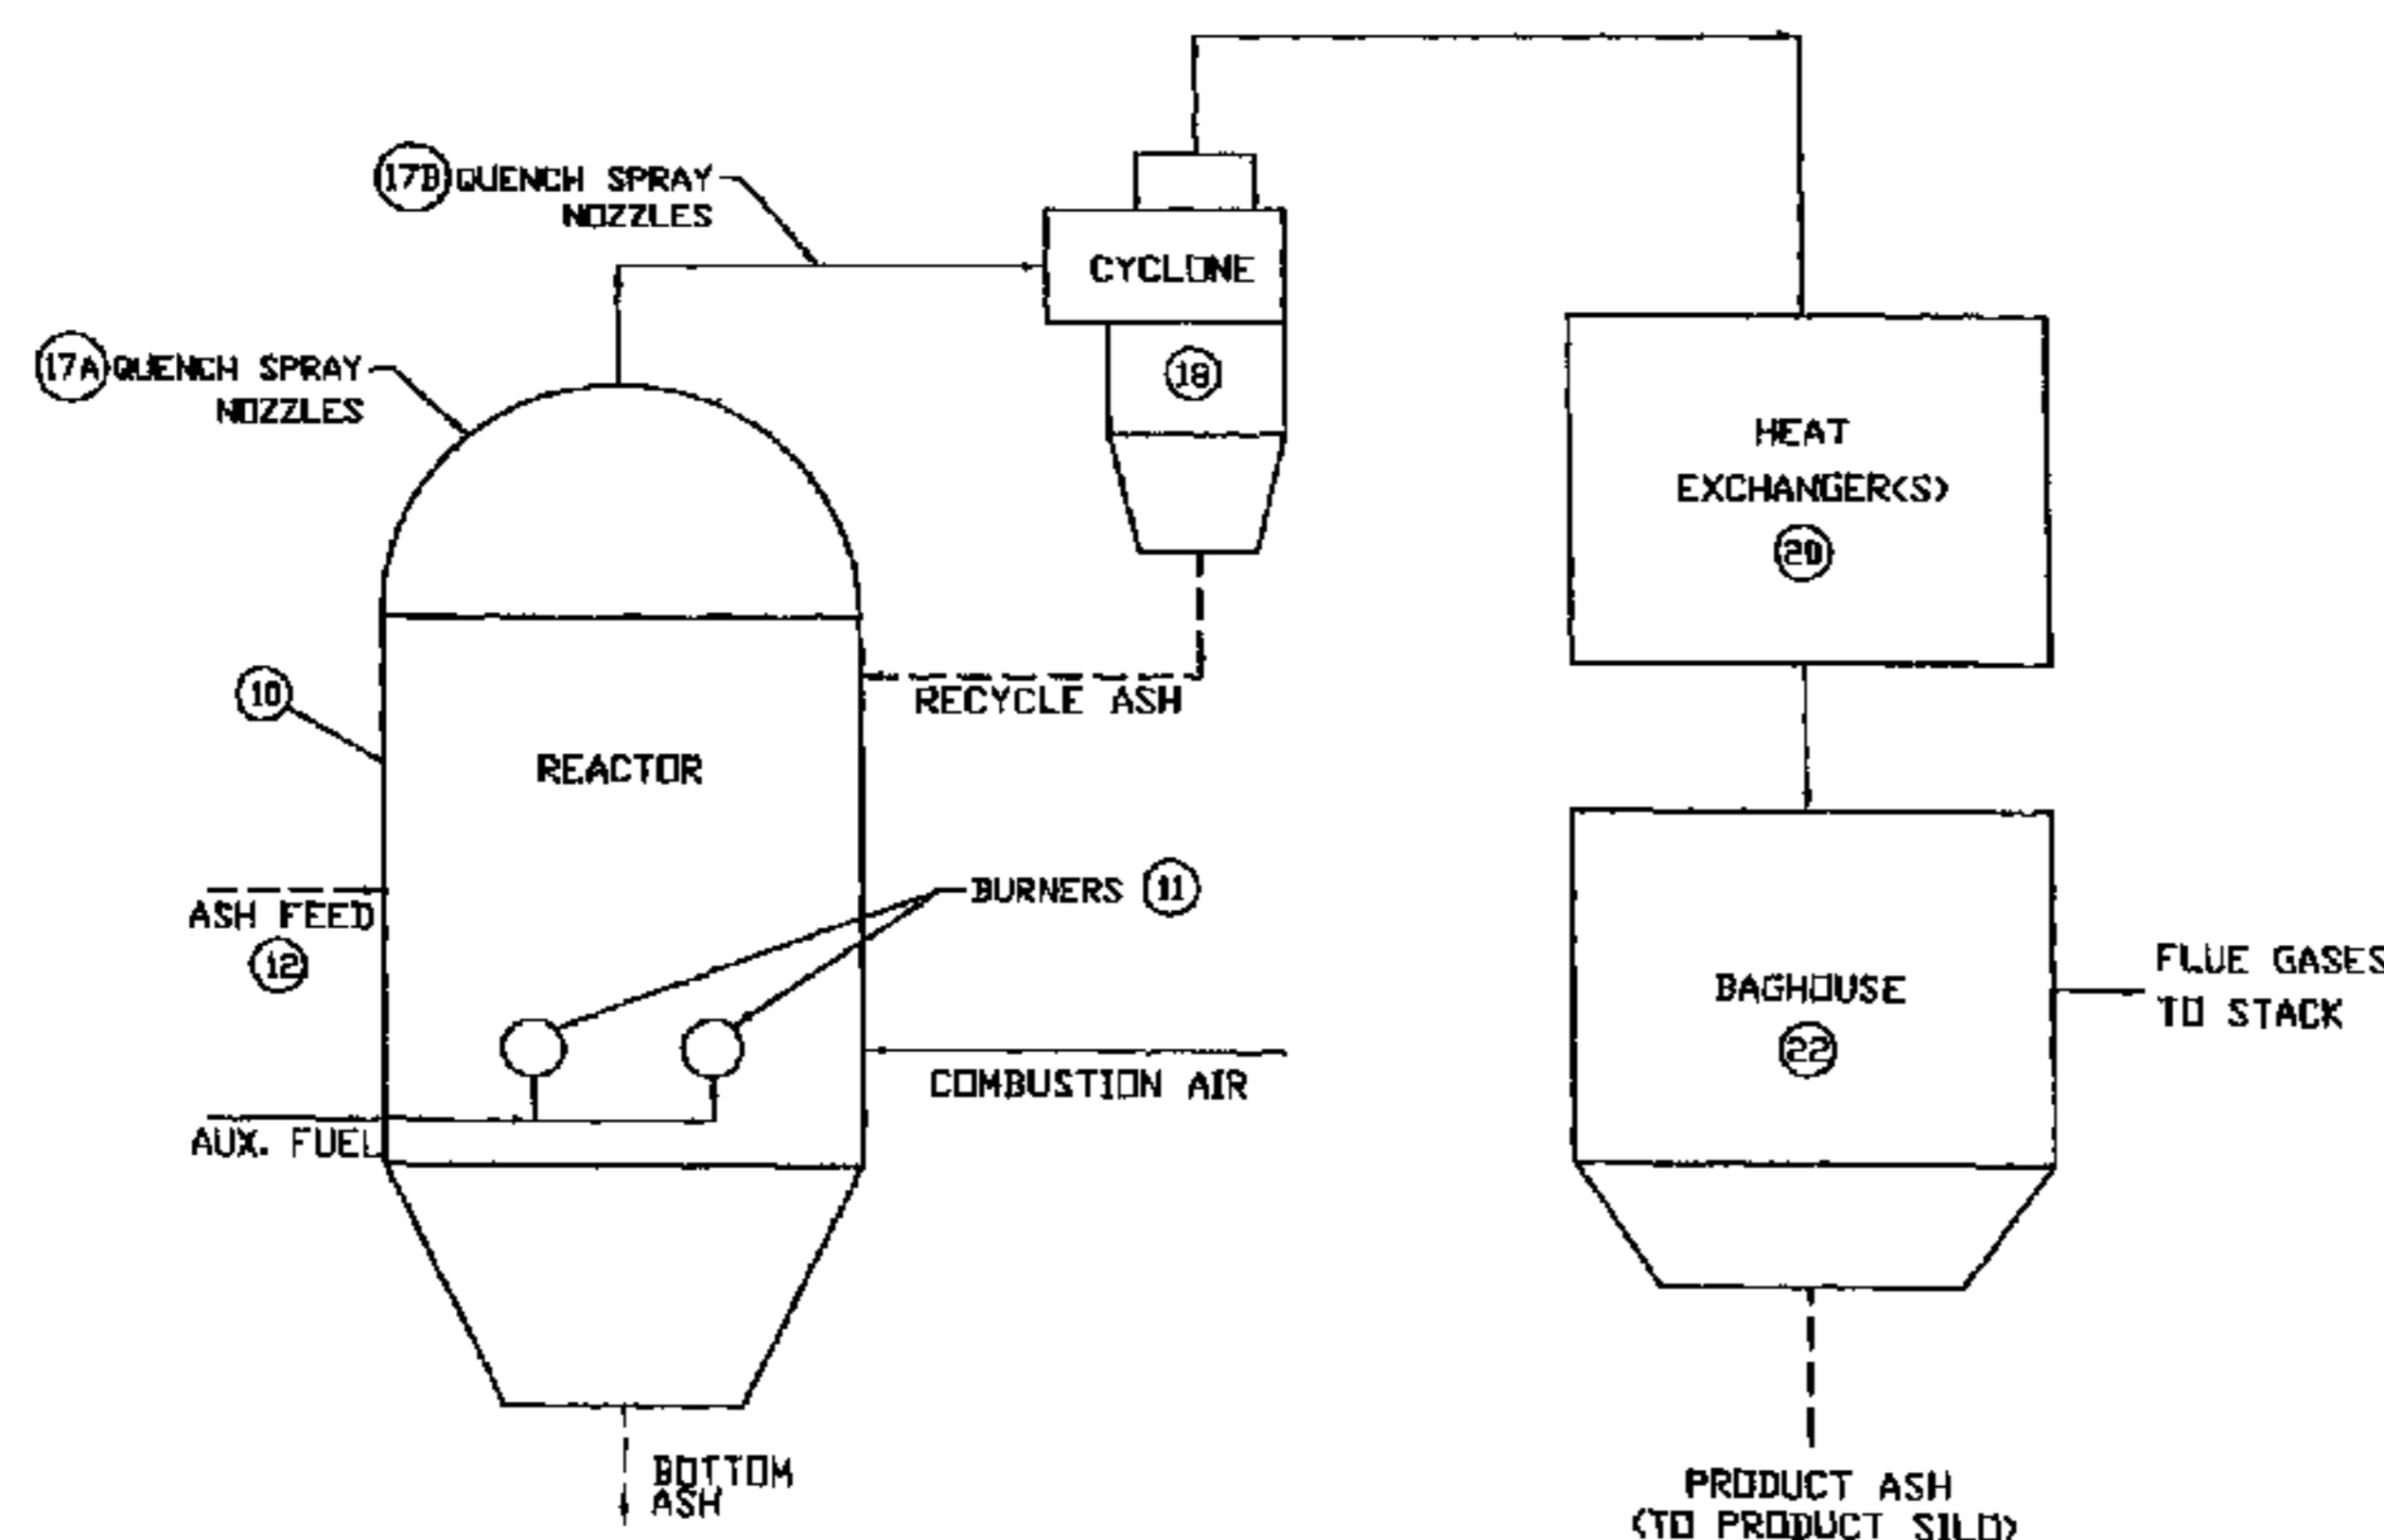 17B QUENCH SPRAY
NOZZLES
CYCLONE
17A QUENCH SPRAY
NOZZLES
18
HEAT
EXCHANGER(S)
20
10
RECYCLE ASH
REACTOR
ASH FEED
12
BURNERS 11
FLUE GASES
TO STACK
BAGHOUSE
22
COMBUSTION AIR
AUX. FUEL
BOTTOM
ASH
PRODUCT ASH
(TO PRODUCT SILO)